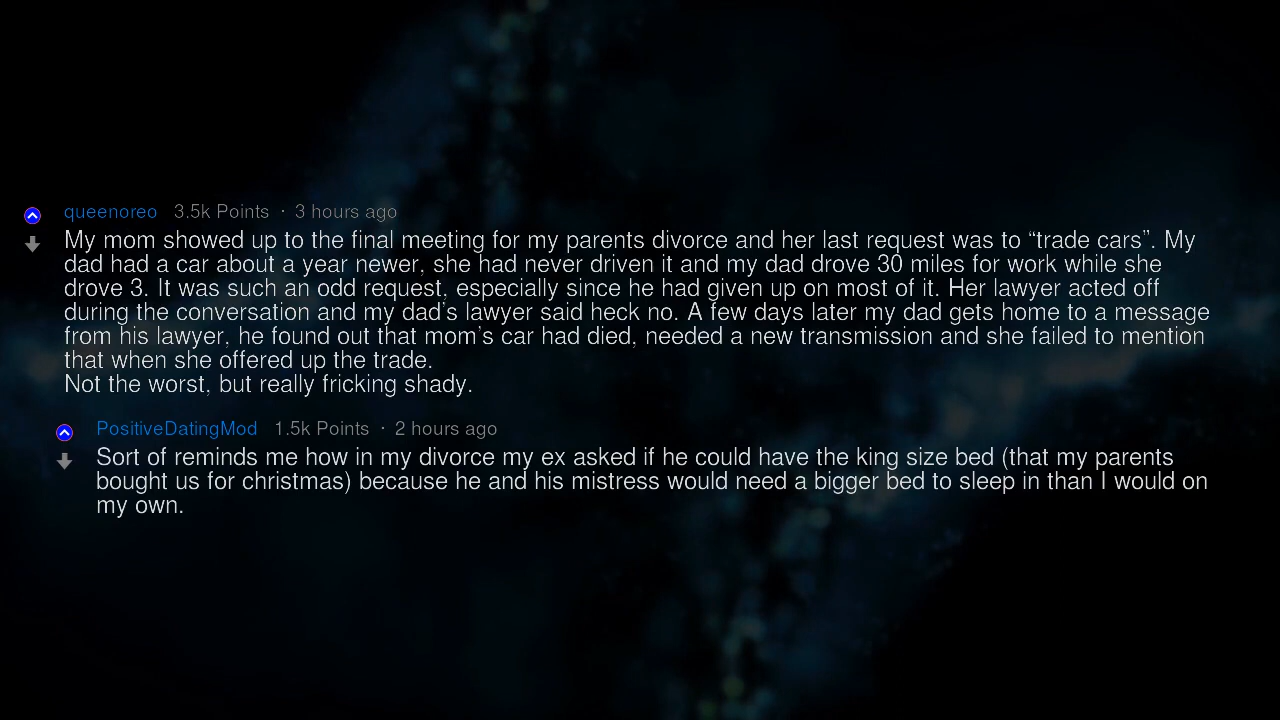 queenoreo 3.5k Points · 3 hours ago
My mom showed up to the final meeting for my parents divorce and her last request was to “trade cars”. My
dad had a car about a year newer, she had never driven it and my dad drove 30 miles for work while she
drove 3. It was such an odd request, especially since he had given up on most of it. Her lawyer acted off
during the conversation and my dad's lawyer said heck no. A few days later my dad gets home to a message
from his lawyer, he found out that mom’s car had died, needed a new transmission and she failed to mention
that when she offered up the trade.
Not the worst, but really fricking shady.
PositiveDatingMod 1.5k Points · 2 hours ago
Sort of reminds me how in my divorce my ex asked if he could have the king size bed (that my parents
bought us for christmas) because he and his mistress would need a bigger bed to sleep in than I would on
my own.